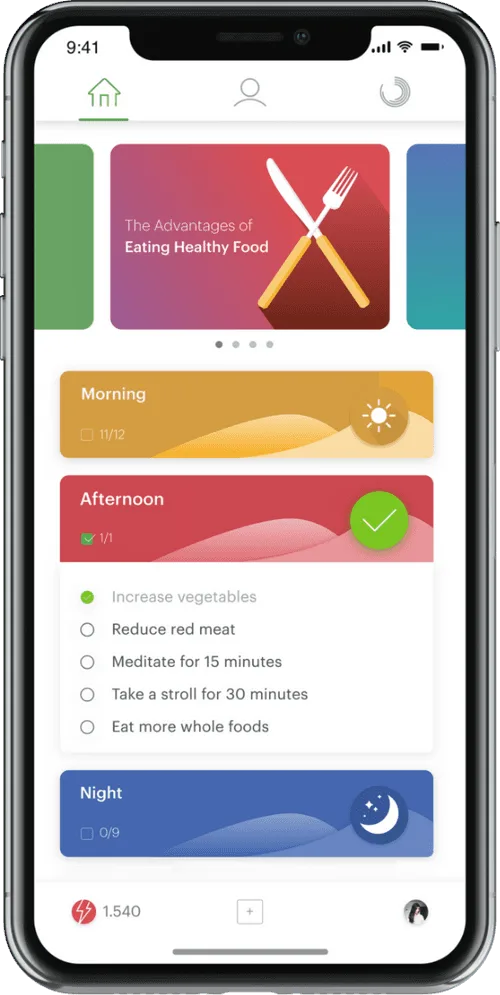 9:41
The Advantages of
Eating Healthy Food
Morning
11/12
Afternoon
1/1
Increase vegetables
Reduce red meat
Meditate for 15 minutes
Take a stroll for 30 minutes
Eat more whole foods
Night
0/9
1.540